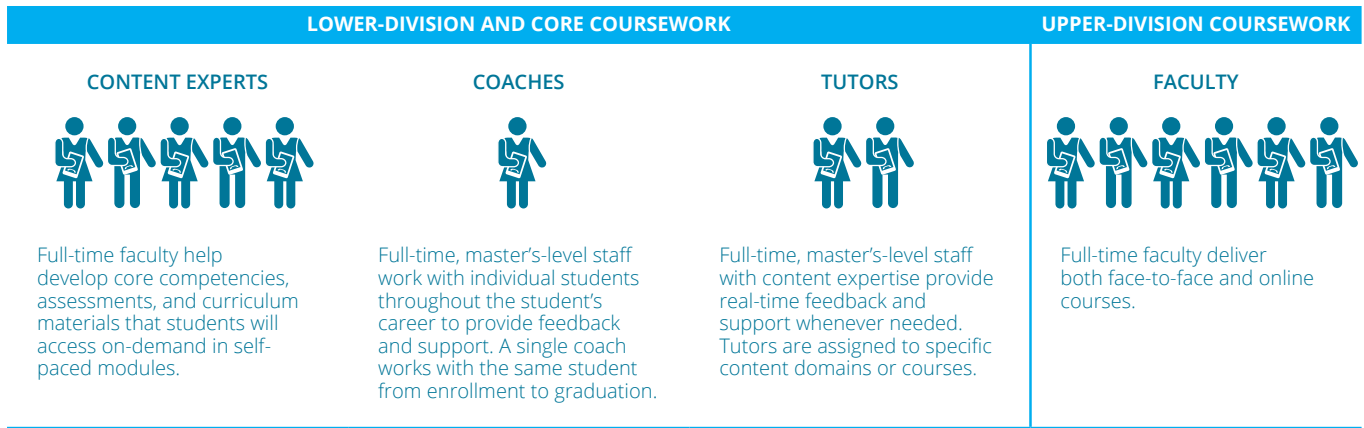 LOWER-DIVISION AND CORE COURSEWORK
UPPER-DIVISION COURSEWORK
CONTENT EXPERTS
Full-time faculty help
develop core competencies,
assessments, and curriculum
materials that students will
access on-demand in self-
paced modules.
COACHES
Full-time, master’s-level staff
work with individual students
throughout the student’s
career to provide feedback
and support. A single coach
works with the same student
from enrollment to graduation.
TUTORS
Full-time, master’s-level staff
with content expertise provide
real-time feedback and
support whenever needed.
Tutors are assigned to specific
content domains or courses.
FACULTY
Full-time faculty deliver
both face-to-face and online
courses.